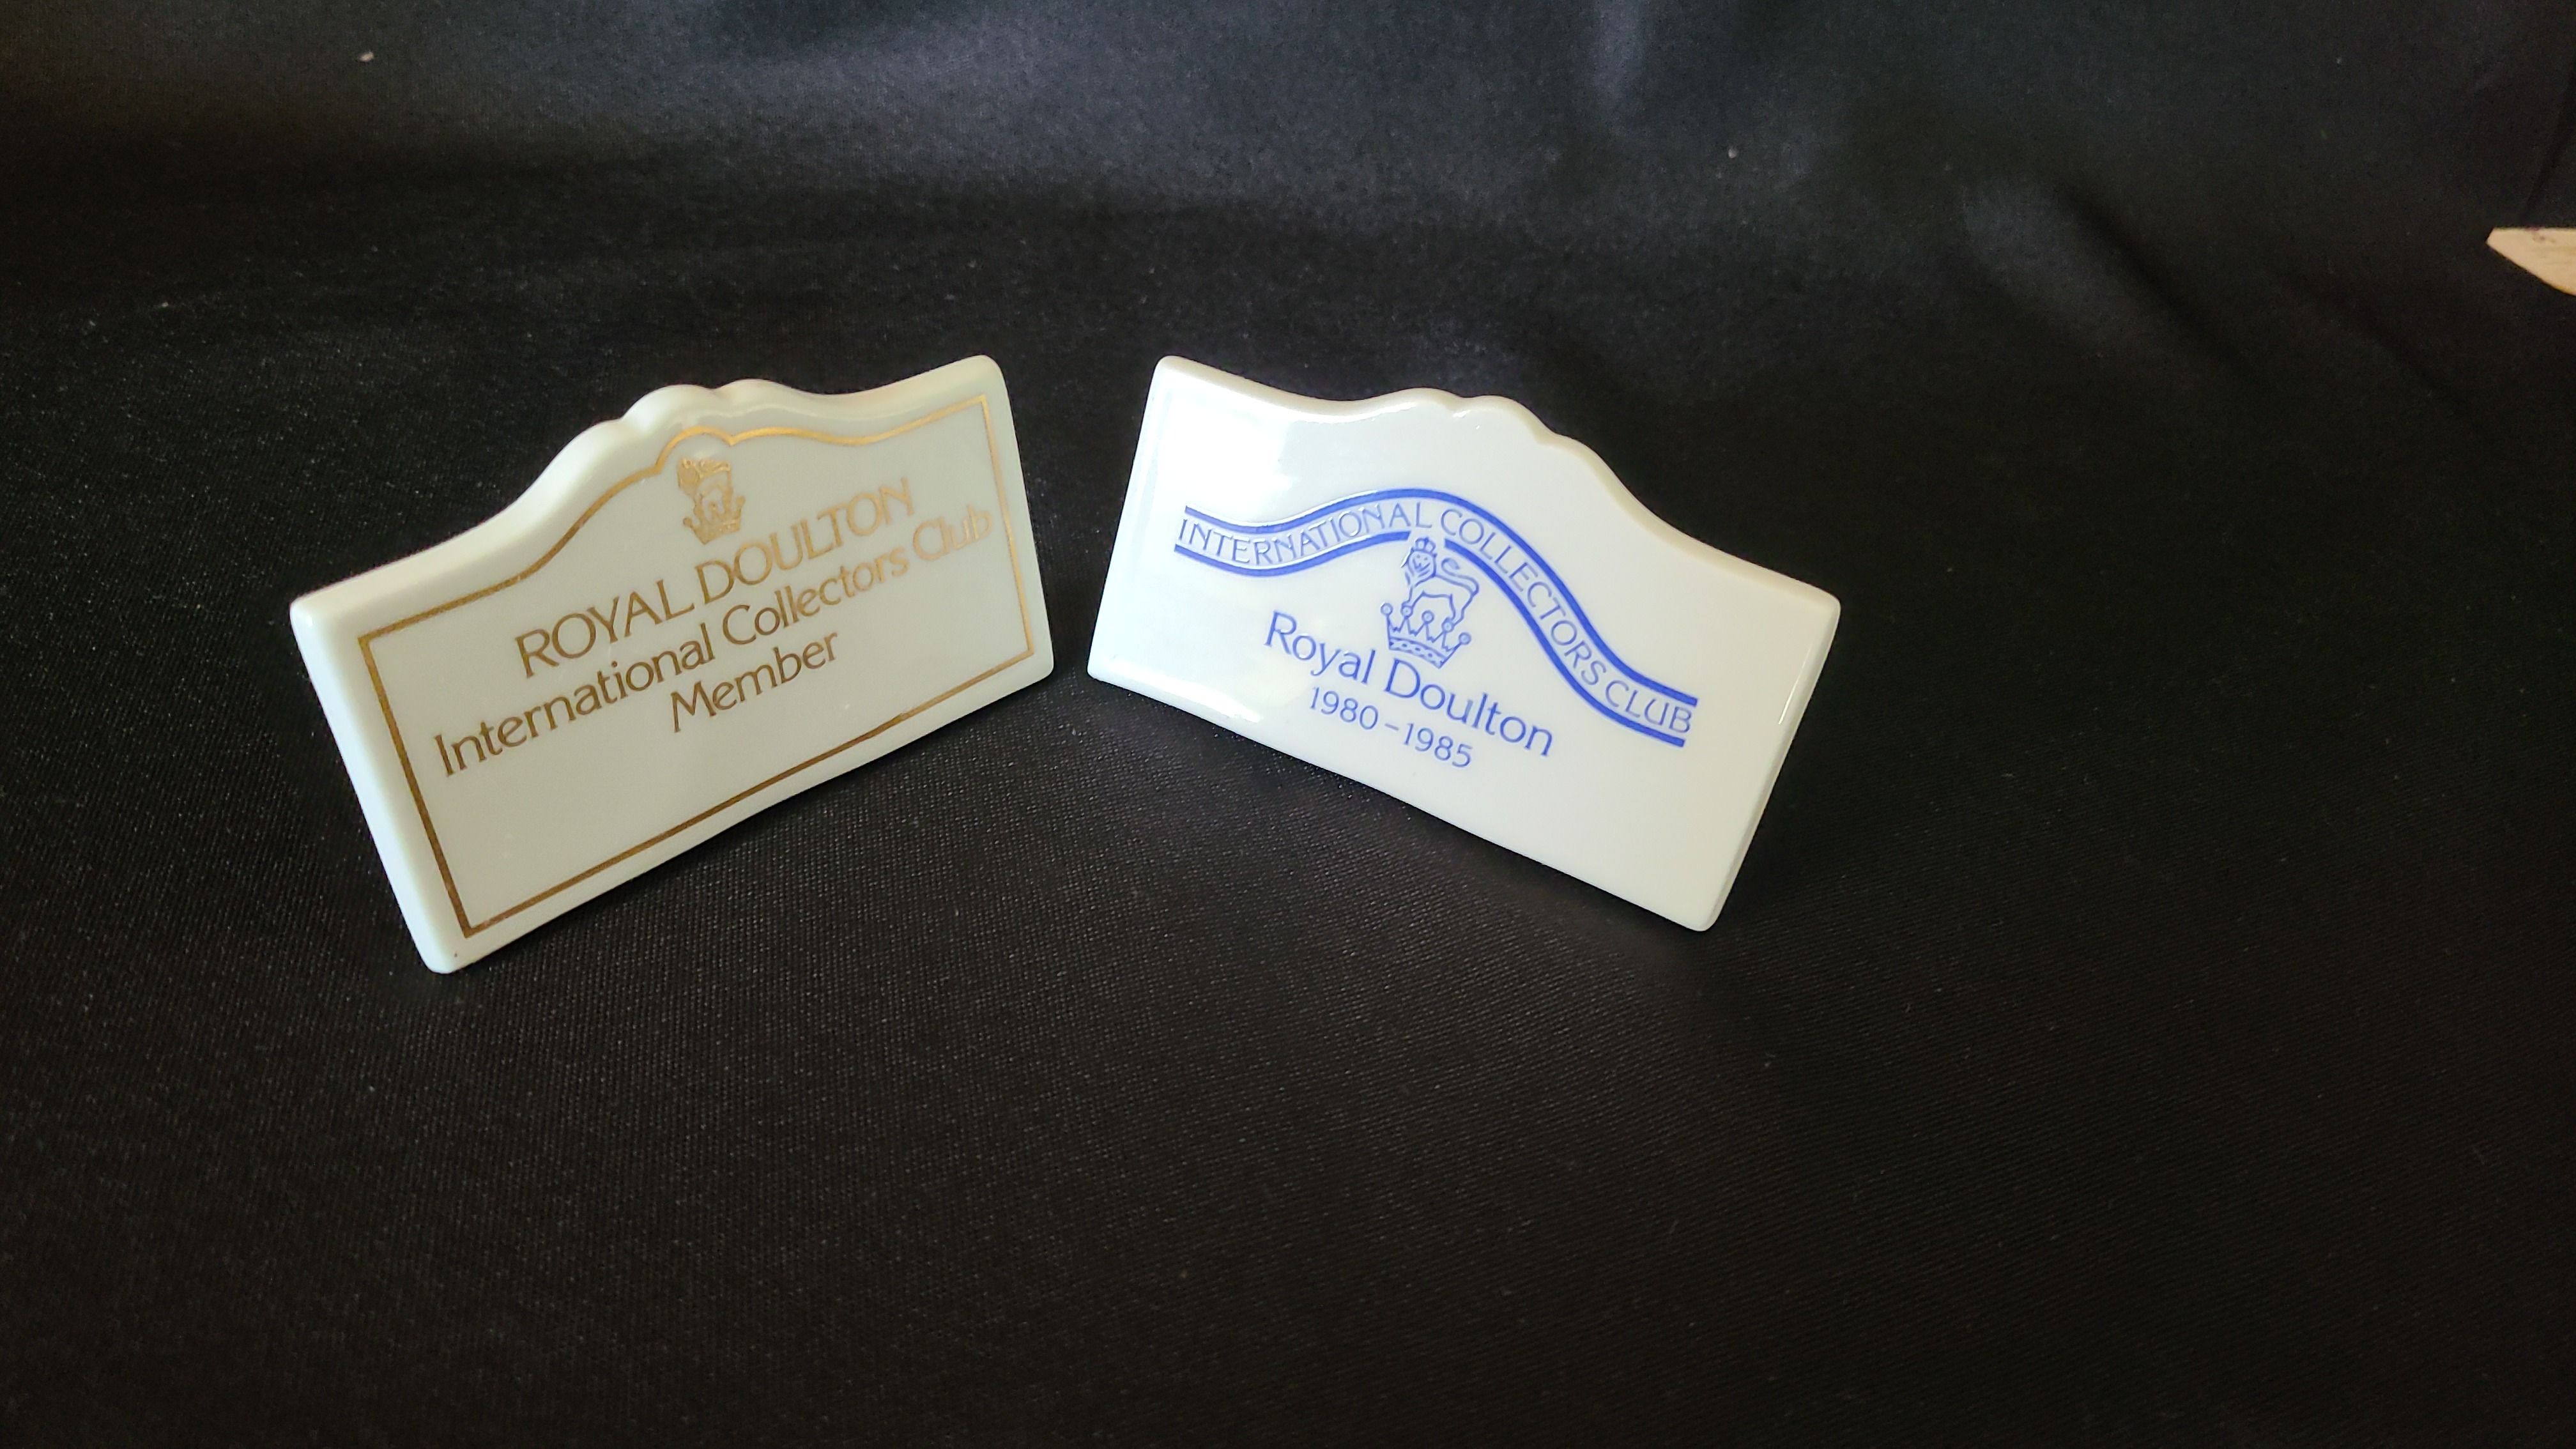 ROYAL DOULTON
International Collectors Club
Member
INTERNATIONAL COLLECTORS CLUB
Royal Doulton
1980-1985